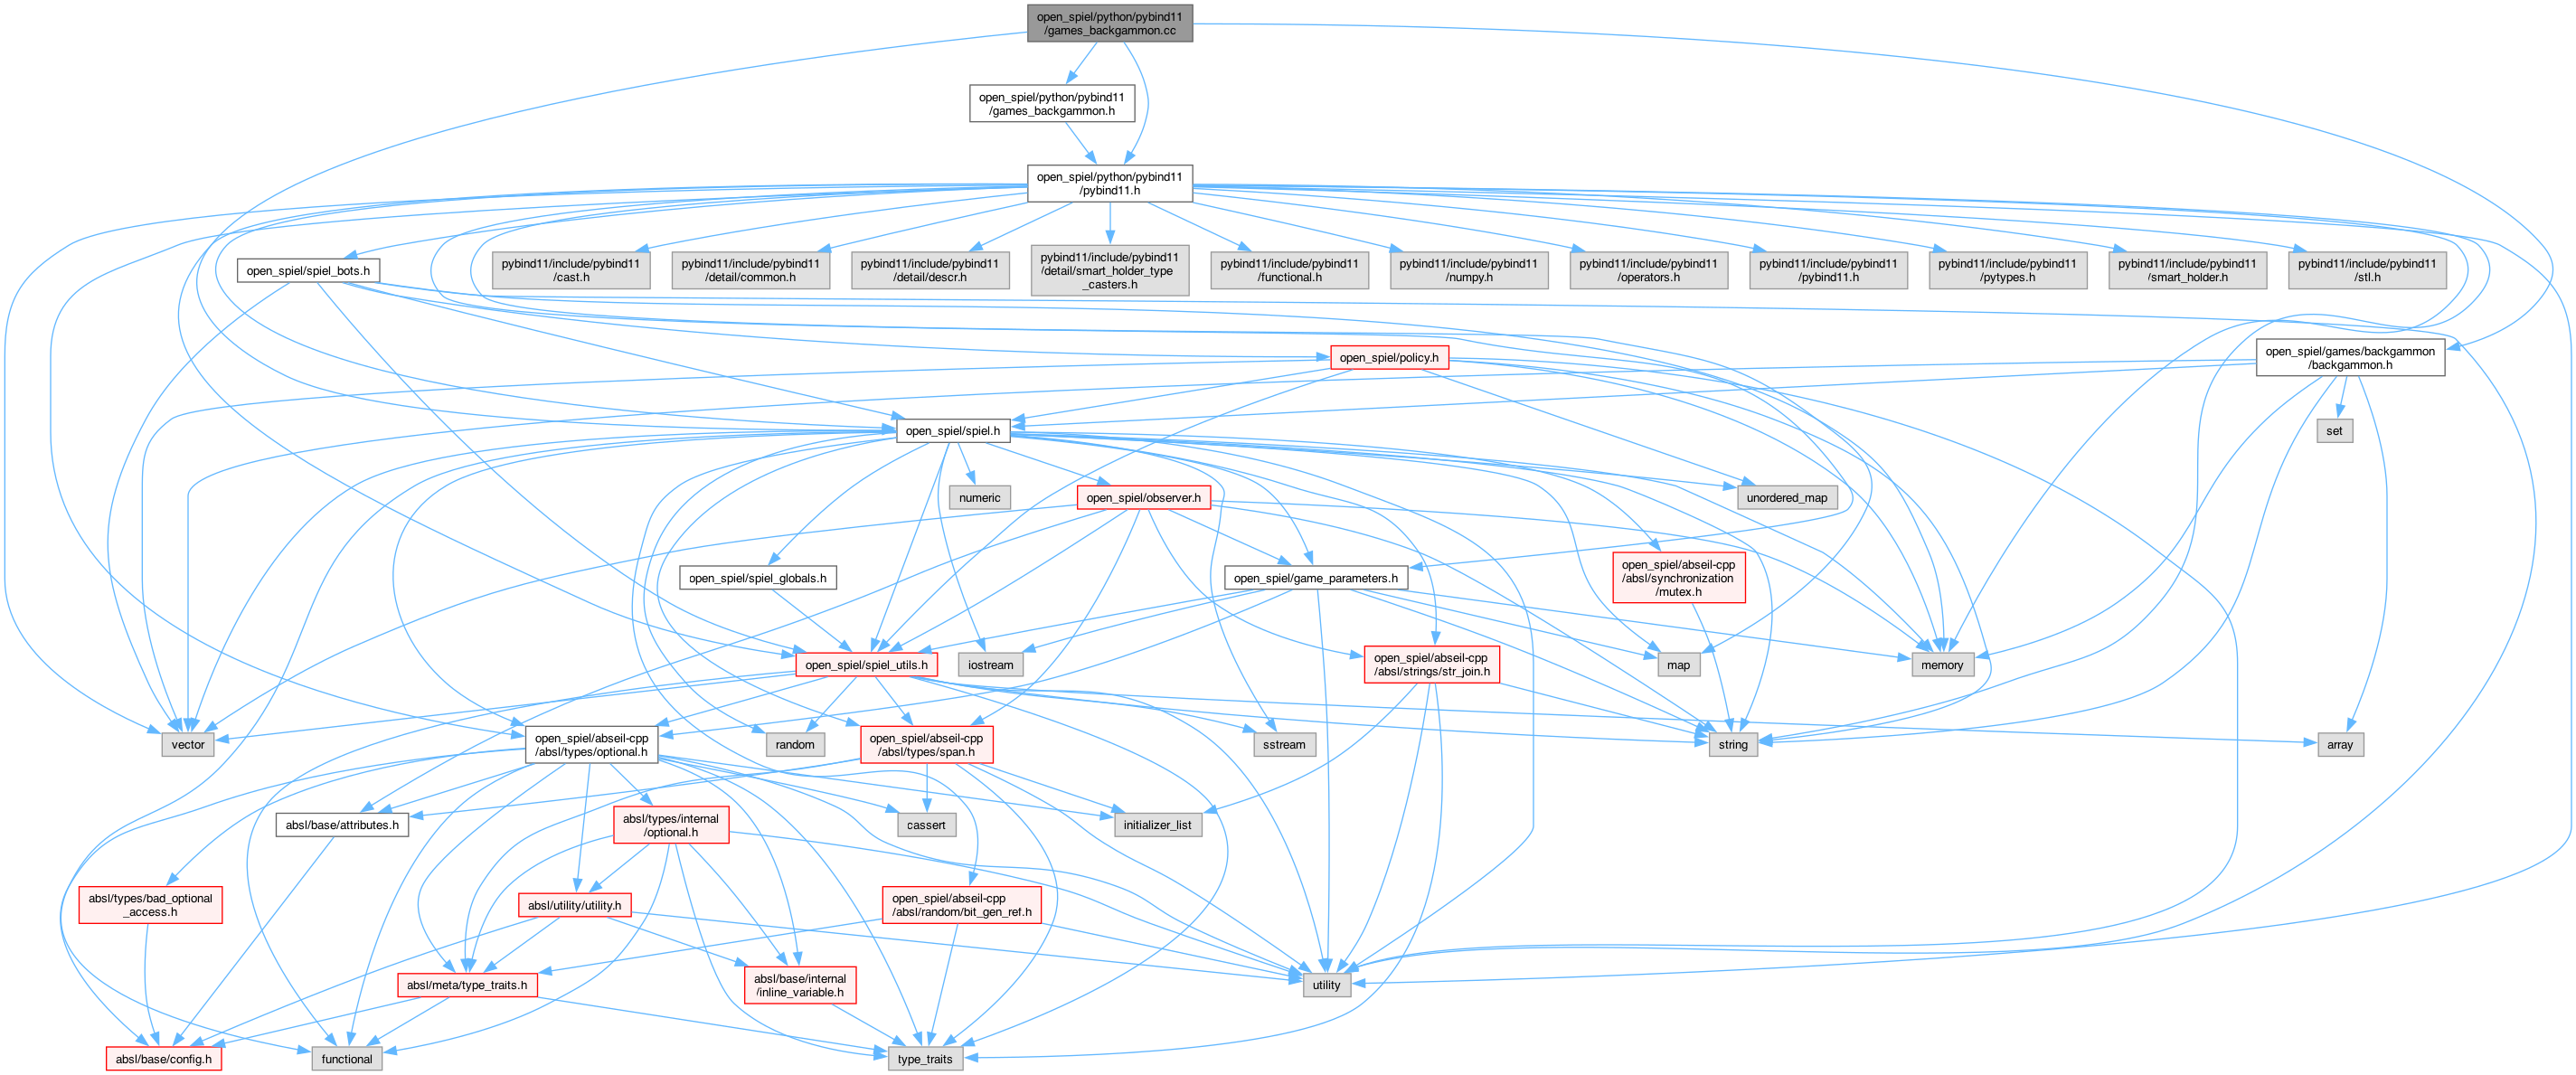 open_spiel/python/pybind11
/games_backgammon.cc
open_spiel/python/pybind11
/games_backgammon.h
open_spiel/python/pybind11
/pybind11.h
open_spiel/spiel_bots.h
pybind11/include/pybind11
/cast.h
pybind11/include/pybind11
/detail/common.h
pybind11/include/pybind11
/detail/descr.h
pybind11/include/pybind11
/detail/smart_holder_type
_casters.h
pybind11/include/pybind11
/functional.h
pybind11/include/pybind11
/numpy.h
pybind11/include/pybind11
/operators.h
pybind11/include/pybind11
/pybind11.h
pybind11/include/pybind11
/pytypes.h
pybind11/include/pybind11
/smart_holder.h
pybind11/include/pybind11
/stl.h
open_spiel/policy.h
open_spiel/games/backgammon
/backgammon.h
open_spiel/spiel.h
set
numeric
open_spiel/observer.h
unordered_map
open_spiel/spiel_globals.h
open_spiel/game_parameters.h
open_spiel/abseil-cpp
/absl/synchronization
/mutex.h
open_spiel/spiel_utils.h
iostream
open_spiel/abseil-cpp
/absl/strings/str_join.h
map
memory
vector
open_spiel/abseil-cpp
/absl/types/optional.h
random
open_spiel/abseil-cpp
/absl/types/span.h
sstream
string
array
absl/base/attributes.h
absl/types/internal
/optional.h
cassert
initializer_list
absl/types/bad_optional
_access.h
absl/utility/utility.h
open_spiel/abseil-cpp
/absl/random/bit_gen_ref.h
absl/meta/type_traits.h
absl/base/internal
/inline_variable.h
utility
absl/base/config.h
functional
type_traits